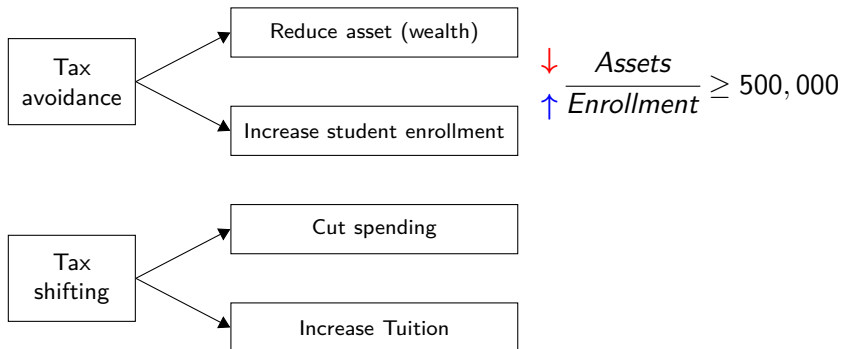 Tax
avoidance
Reduce asset (wealth)
Increase student enrollment
↓ Assets
↑ Enrollment ≥ 500, 000
Tax
shifting
Cut spending
Increase Tuition